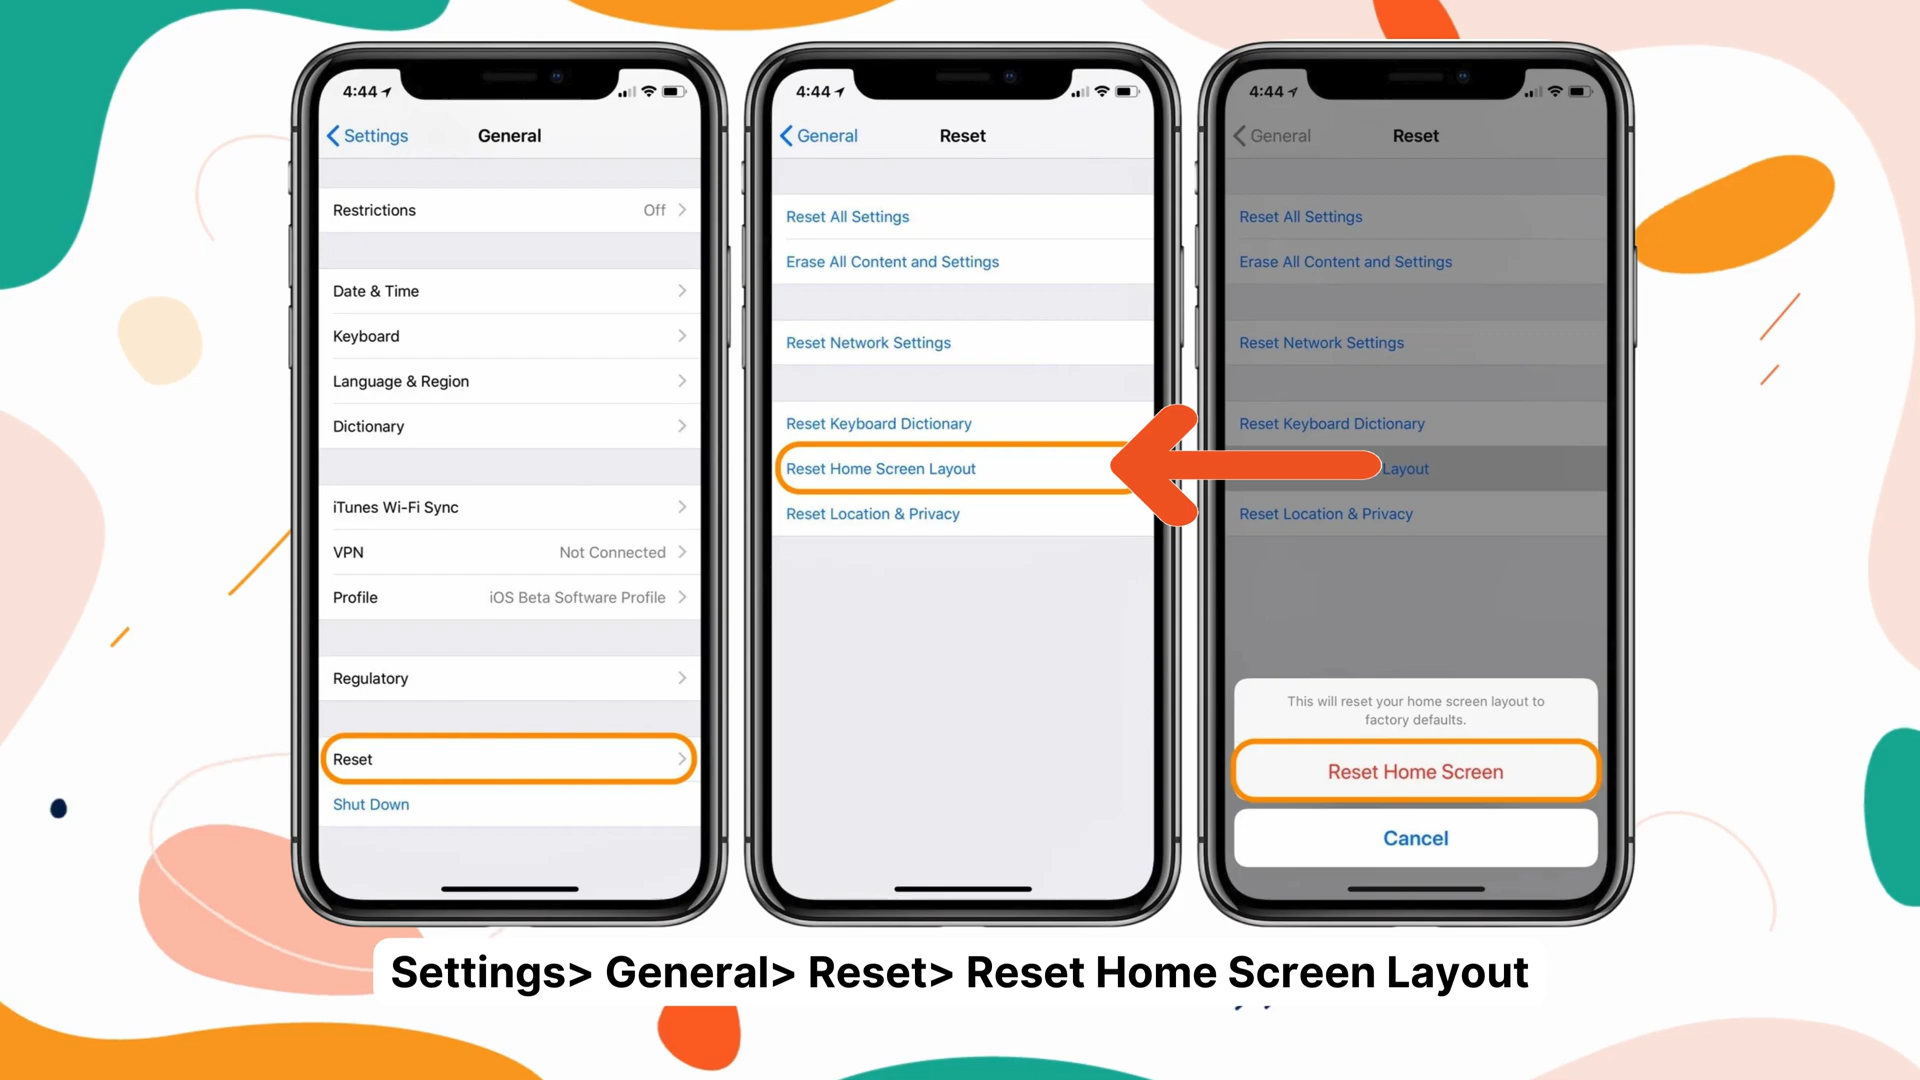 4:44
Settings
General
Restrictions
Off
Date & Time
Keyboard
Language & Region
Dictionary
iTunes Wi-Fi Sync
VPN
Not Connected
Profile
iOS Beta Software Profile
Regulatory
Reset
Shut Down
4:44
General
Reset
Reset All Settings
Erase All Content and Settings
Reset Network Settings
Reset Keyboard Dictionary
Reset Home Screen Layout
Reset Location & Privacy
4:44
General
Reset
Reset All Settings
Erase All Content and Settings
Reset Network Settings
Reset Keyboard Dictionary
Layout
Reset Location & Privacy
This will reset your home screen layout to
factory defaults.
Reset Home Screen
Cancel
Settings> General> Reset> Reset Home Screen Layout